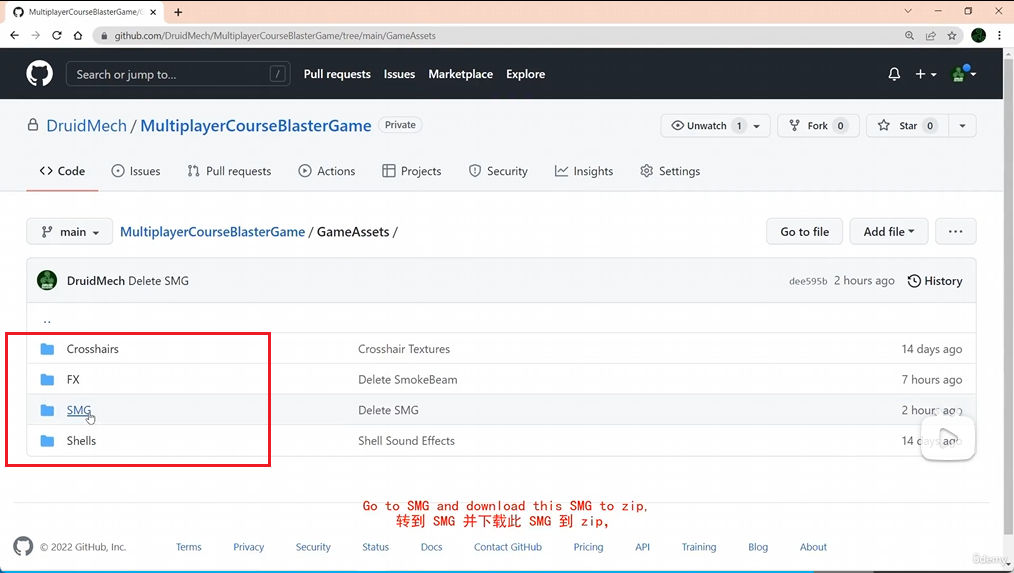 MultiplayerCourseBlasterGame/G
github.com/DruidMech/MultiplayerCourseBlasterGame/tree/main/GameAssets
Search or jump to... / Pull requests Issues Marketplace Explore
DruidMech / MultiplayerCourseBlasterGame Private Unwatch 1 Fork 0 Star 0
Code Issues Pull requests Actions Projects Security Insights Settings
main MultiplayerCourseBlasterGame / GameAssets / Go to file Add file ...
DruidMech Delete SMG dee595b 2 hours ago History
..
Crosshairs Crosshair Textures 14 days ago
FX Delete SmokeBeam 7 hours ago
SMG Delete SMG 2 hours ago
Shells Shell Sound Effects 14 days ago
Go to SMG and download this SMG to zip,
转到 SMG 并下载此 SMG 到 zip,
© 2022 GitHub, Inc. Terms Privacy Security Status Docs Contact GitHub Pricing API Training Blog About
ûdemy